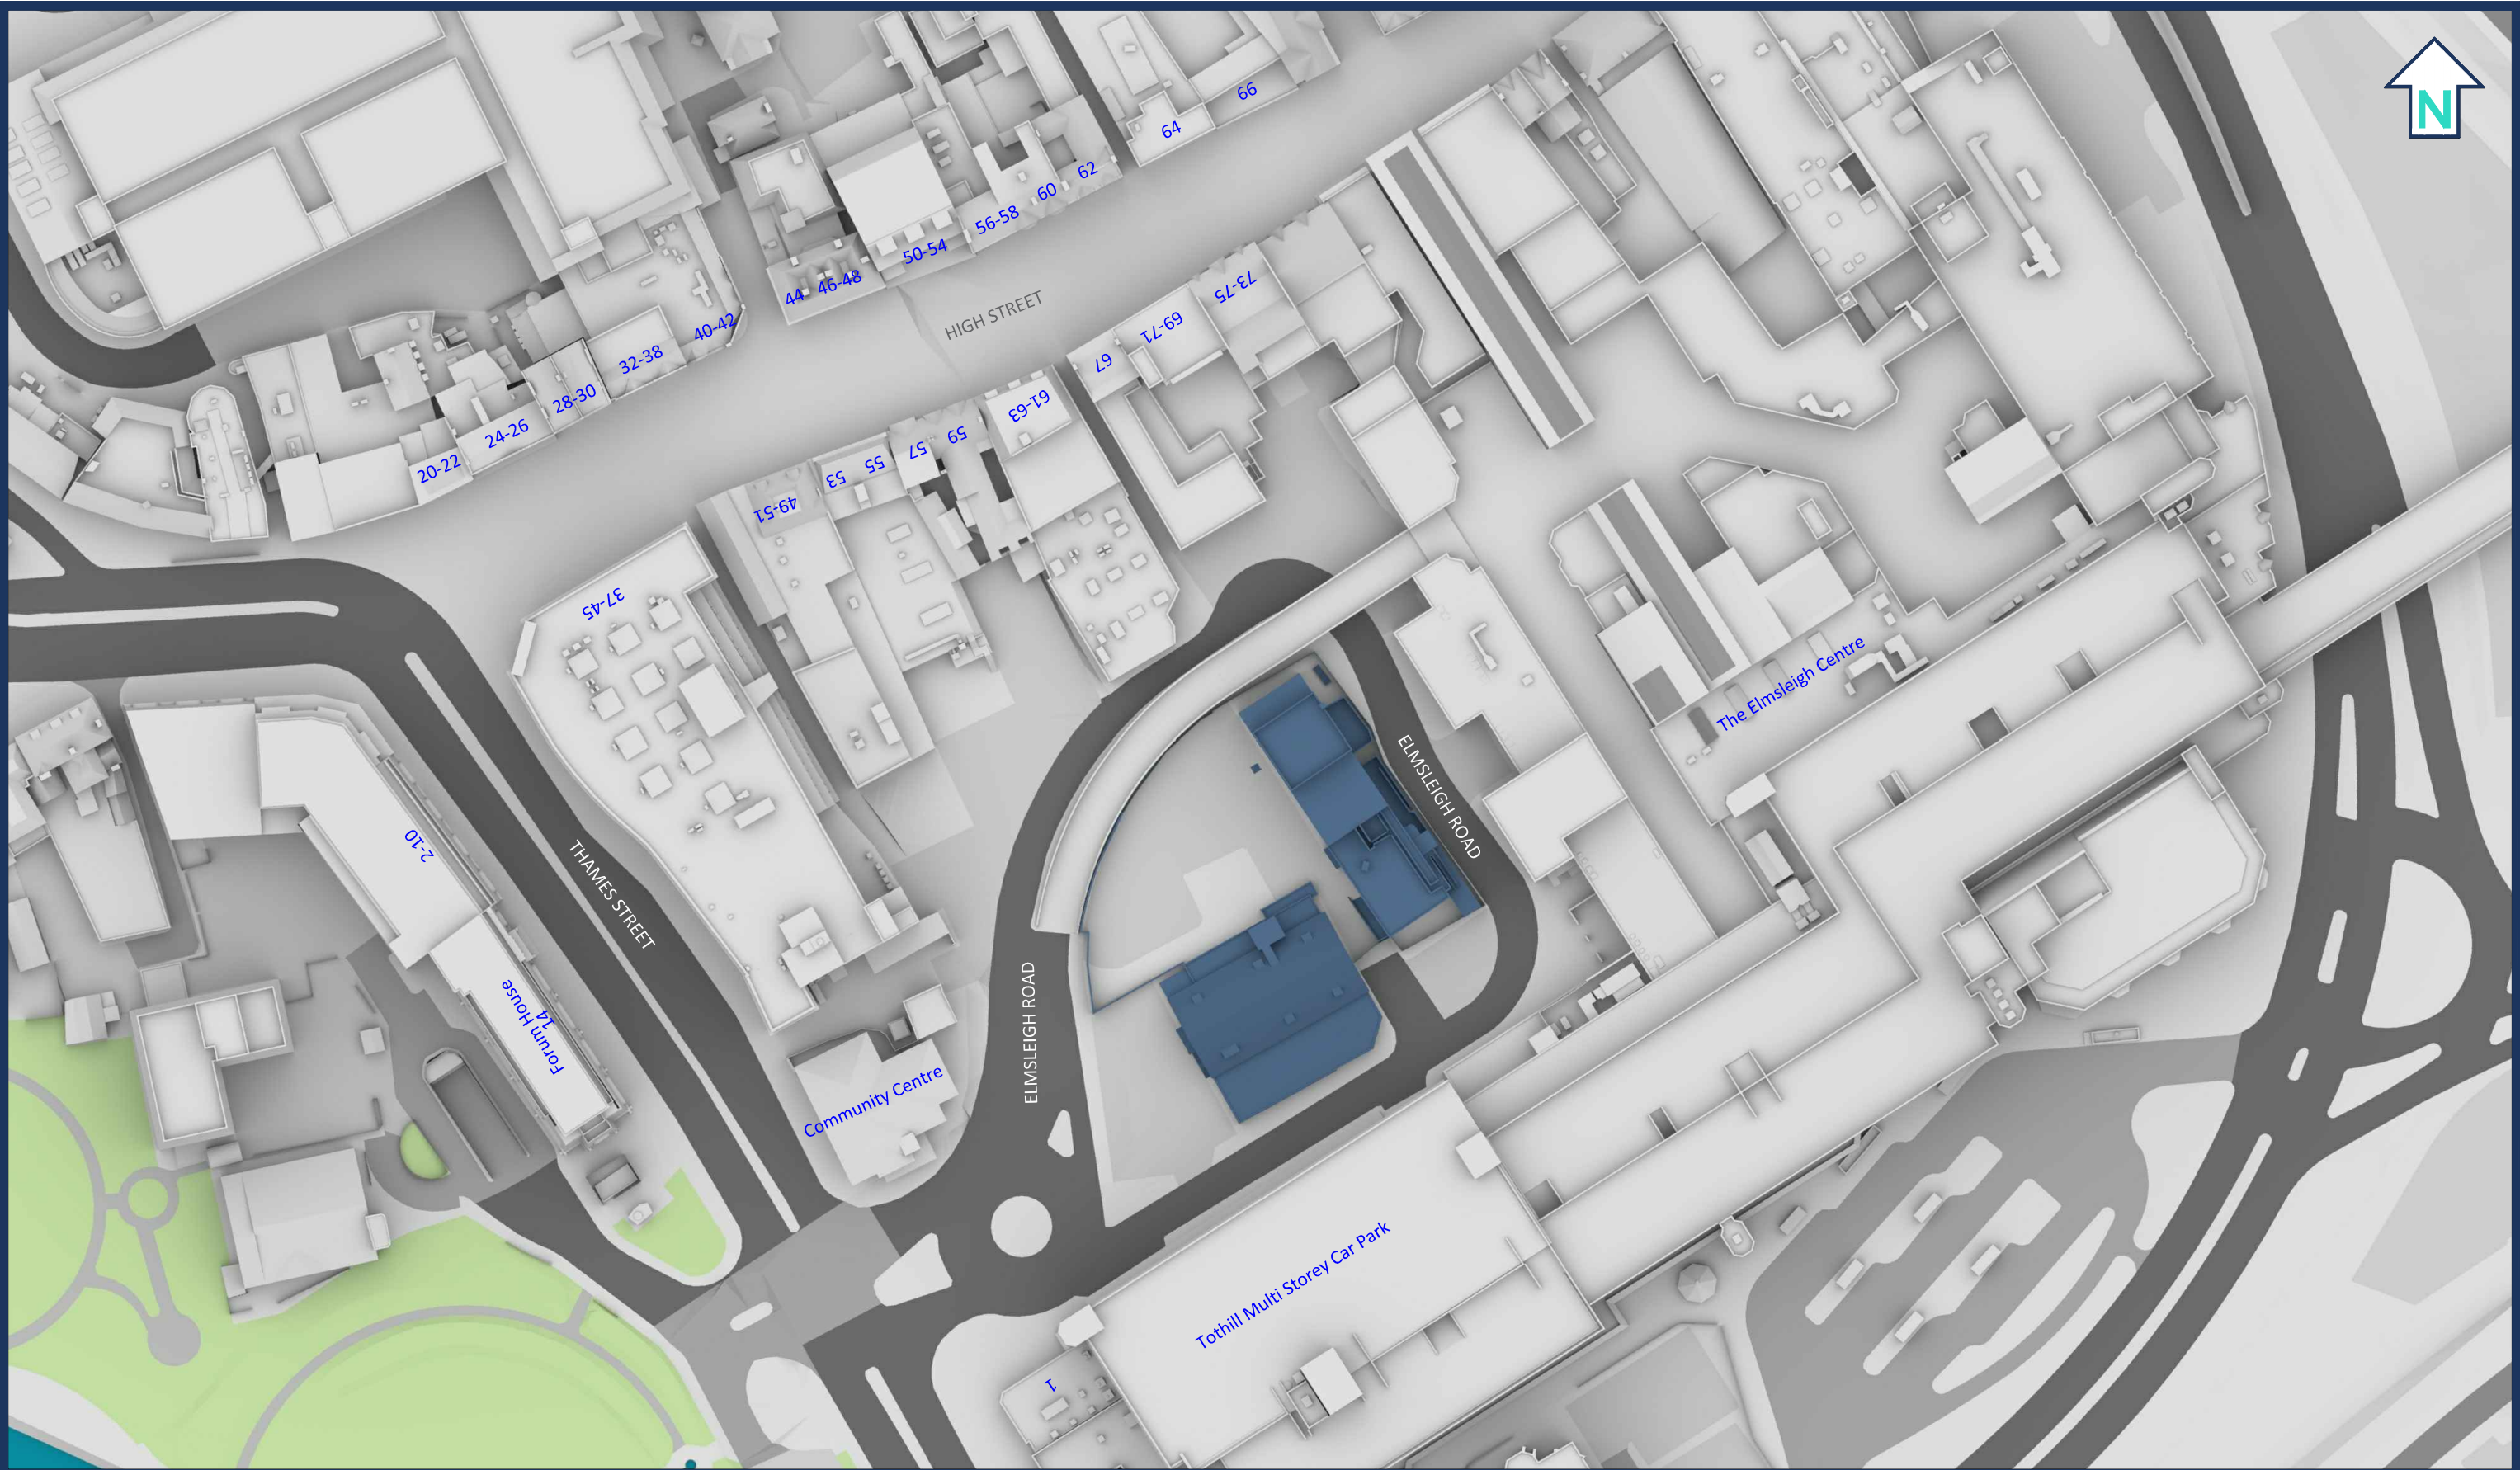 N
66
64
62
60
56-58
50-54
46-48
44
40-42
32-38
28-30
24-26
20-22
HIGH STREET
73-75
69-71
67
61-63
59
57
55
53
49-51
37-45
The Elmsleigh Centre
ELMSLEIGH ROAD
2-10
THAMES STREET
Forum House
14
ELMSLEIGH ROAD
Community Centre
Tothill Multi Storey Car Park
1